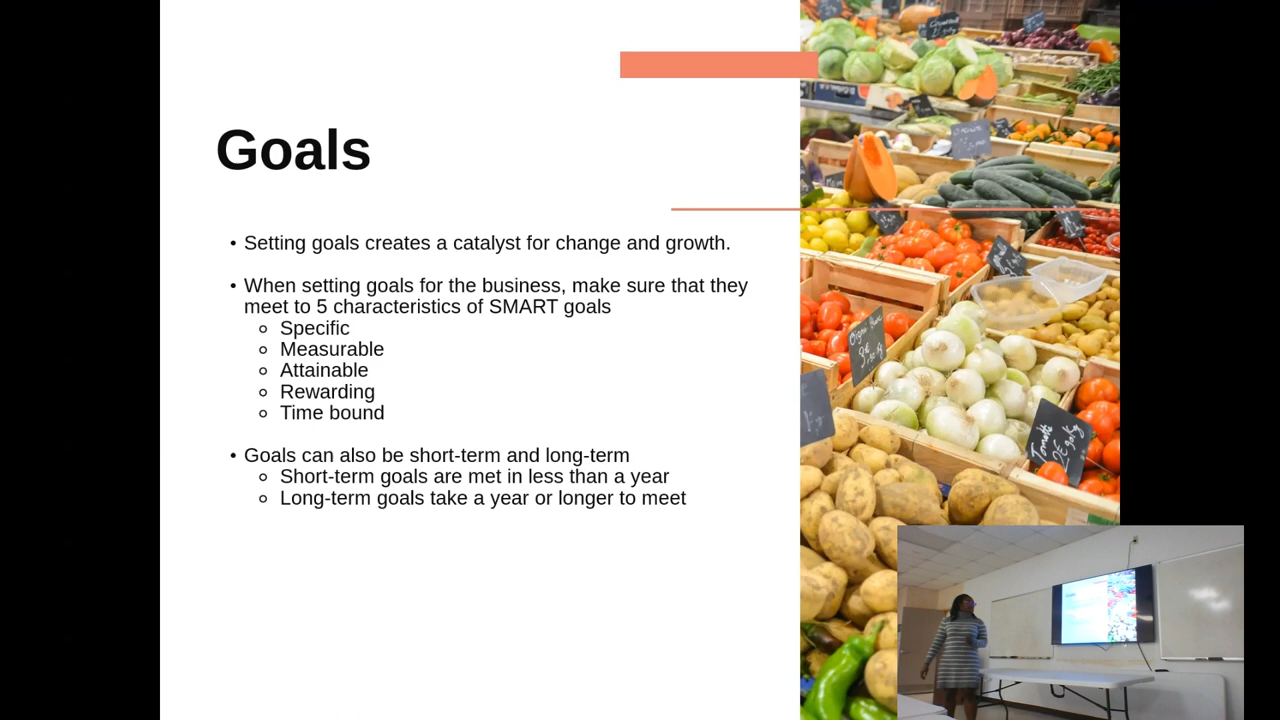 Goals
• Setting goals creates a catalyst for change and growth.
• When setting goals for the business, make sure that they
meet to 5 characteristics of SMART goals
○ Specific
○ Measurable
○ Attainable
○ Rewarding
○ Time bound
• Goals can also be short-term and long-term
○ Short-term goals are met in less than a year
○ Long-term goals take a year or longer to meet